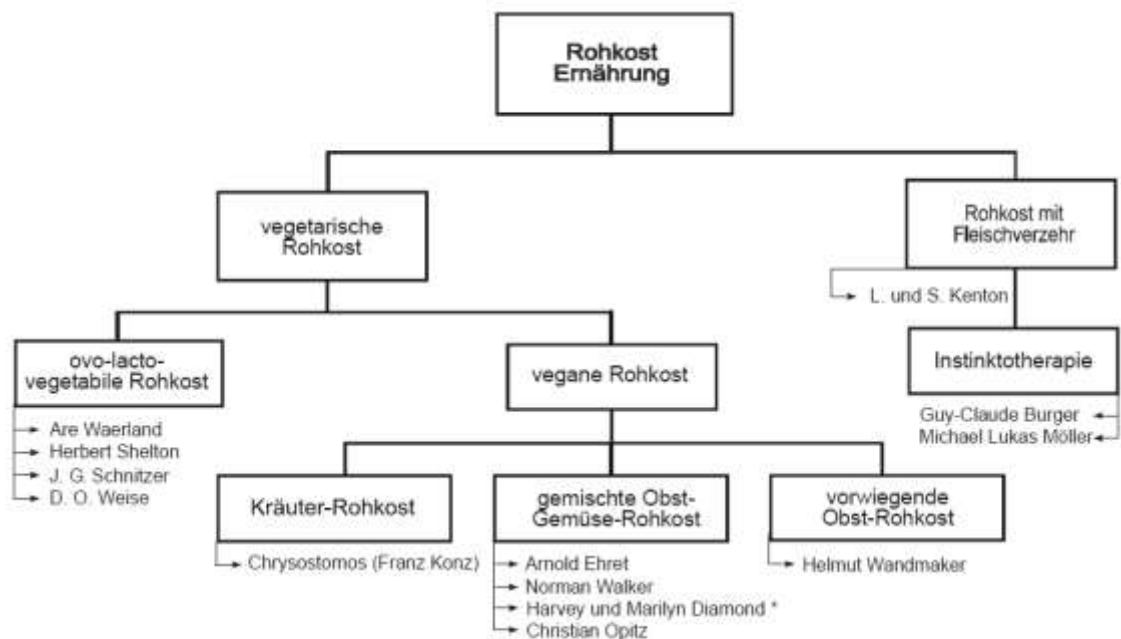 Rohkost
Ernährung
vegetarische
Rohkost
Rohkost mit
Fleischverzehr
L. und S. Kenton
ovo-lacto-
vegetabile Rohkost
vegane Rohkost
Instinktotherapie
Are Waerland
Herbert Shelton
J. G. Schnitzer
D. O. Weise
Guy-Claude Burger
Michael Lukas Möller
Kräuter-Rohkost
gemischte Obst-
Gemüse-Rohkost
vorwiegende
Obst-Rohkost
Chrysostomos (Franz Konz)
Arnold Ehret
Norman Walker
Harvey und Marilyn Diamond *
Christian Opitz
Helmut Wandmaker